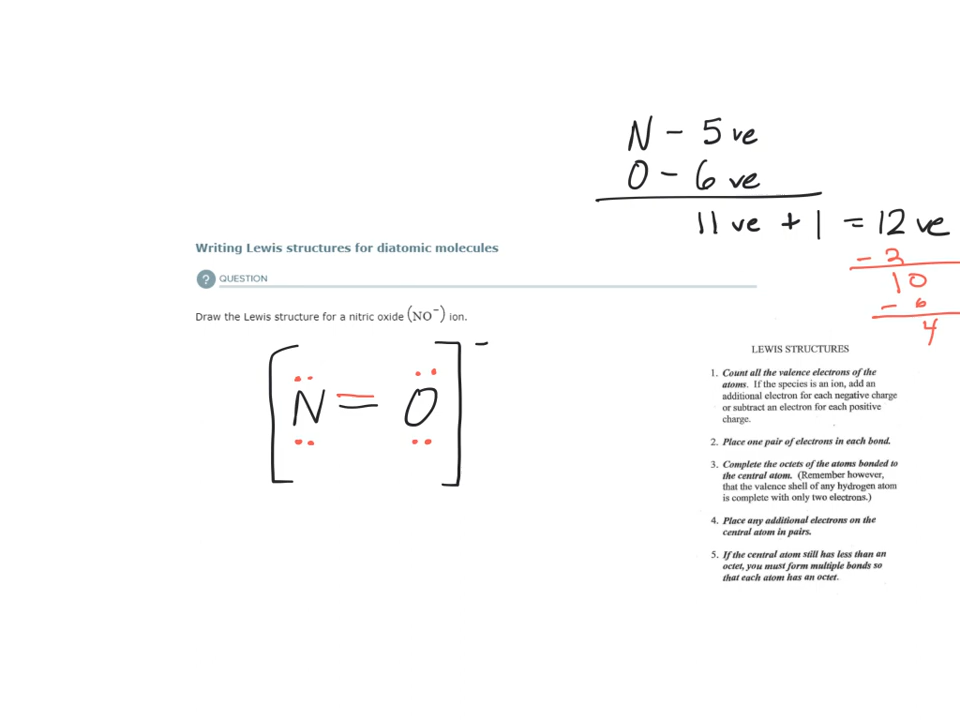 N - 5 ve
O - 6 ve
11 ve + 1 = 12 ve
- 2
10
- 6
4
Writing Lewis structures for diatomic molecules
? QUESTION
Draw the Lewis structure for a nitric oxide (NO⁻) ion.
[N = O]⁻
LEWIS STRUCTURES
1. Count all the valence electrons of the
atoms. If the species is an ion, add an
additional electron for each negative charge
or subtract an electron for each positive
charge.
2. Place one pair of electrons in each bond.
3. Complete the octets of the atoms bonded to
the central atom. (Remember however,
that the valence shell of any hydrogen atom
is complete with only two electrons.)
4. Place any additional electrons on the
central atom in pairs.
5. If the central atom still has less than an
octet, you must form multiple bonds so
that each atom has an octet.